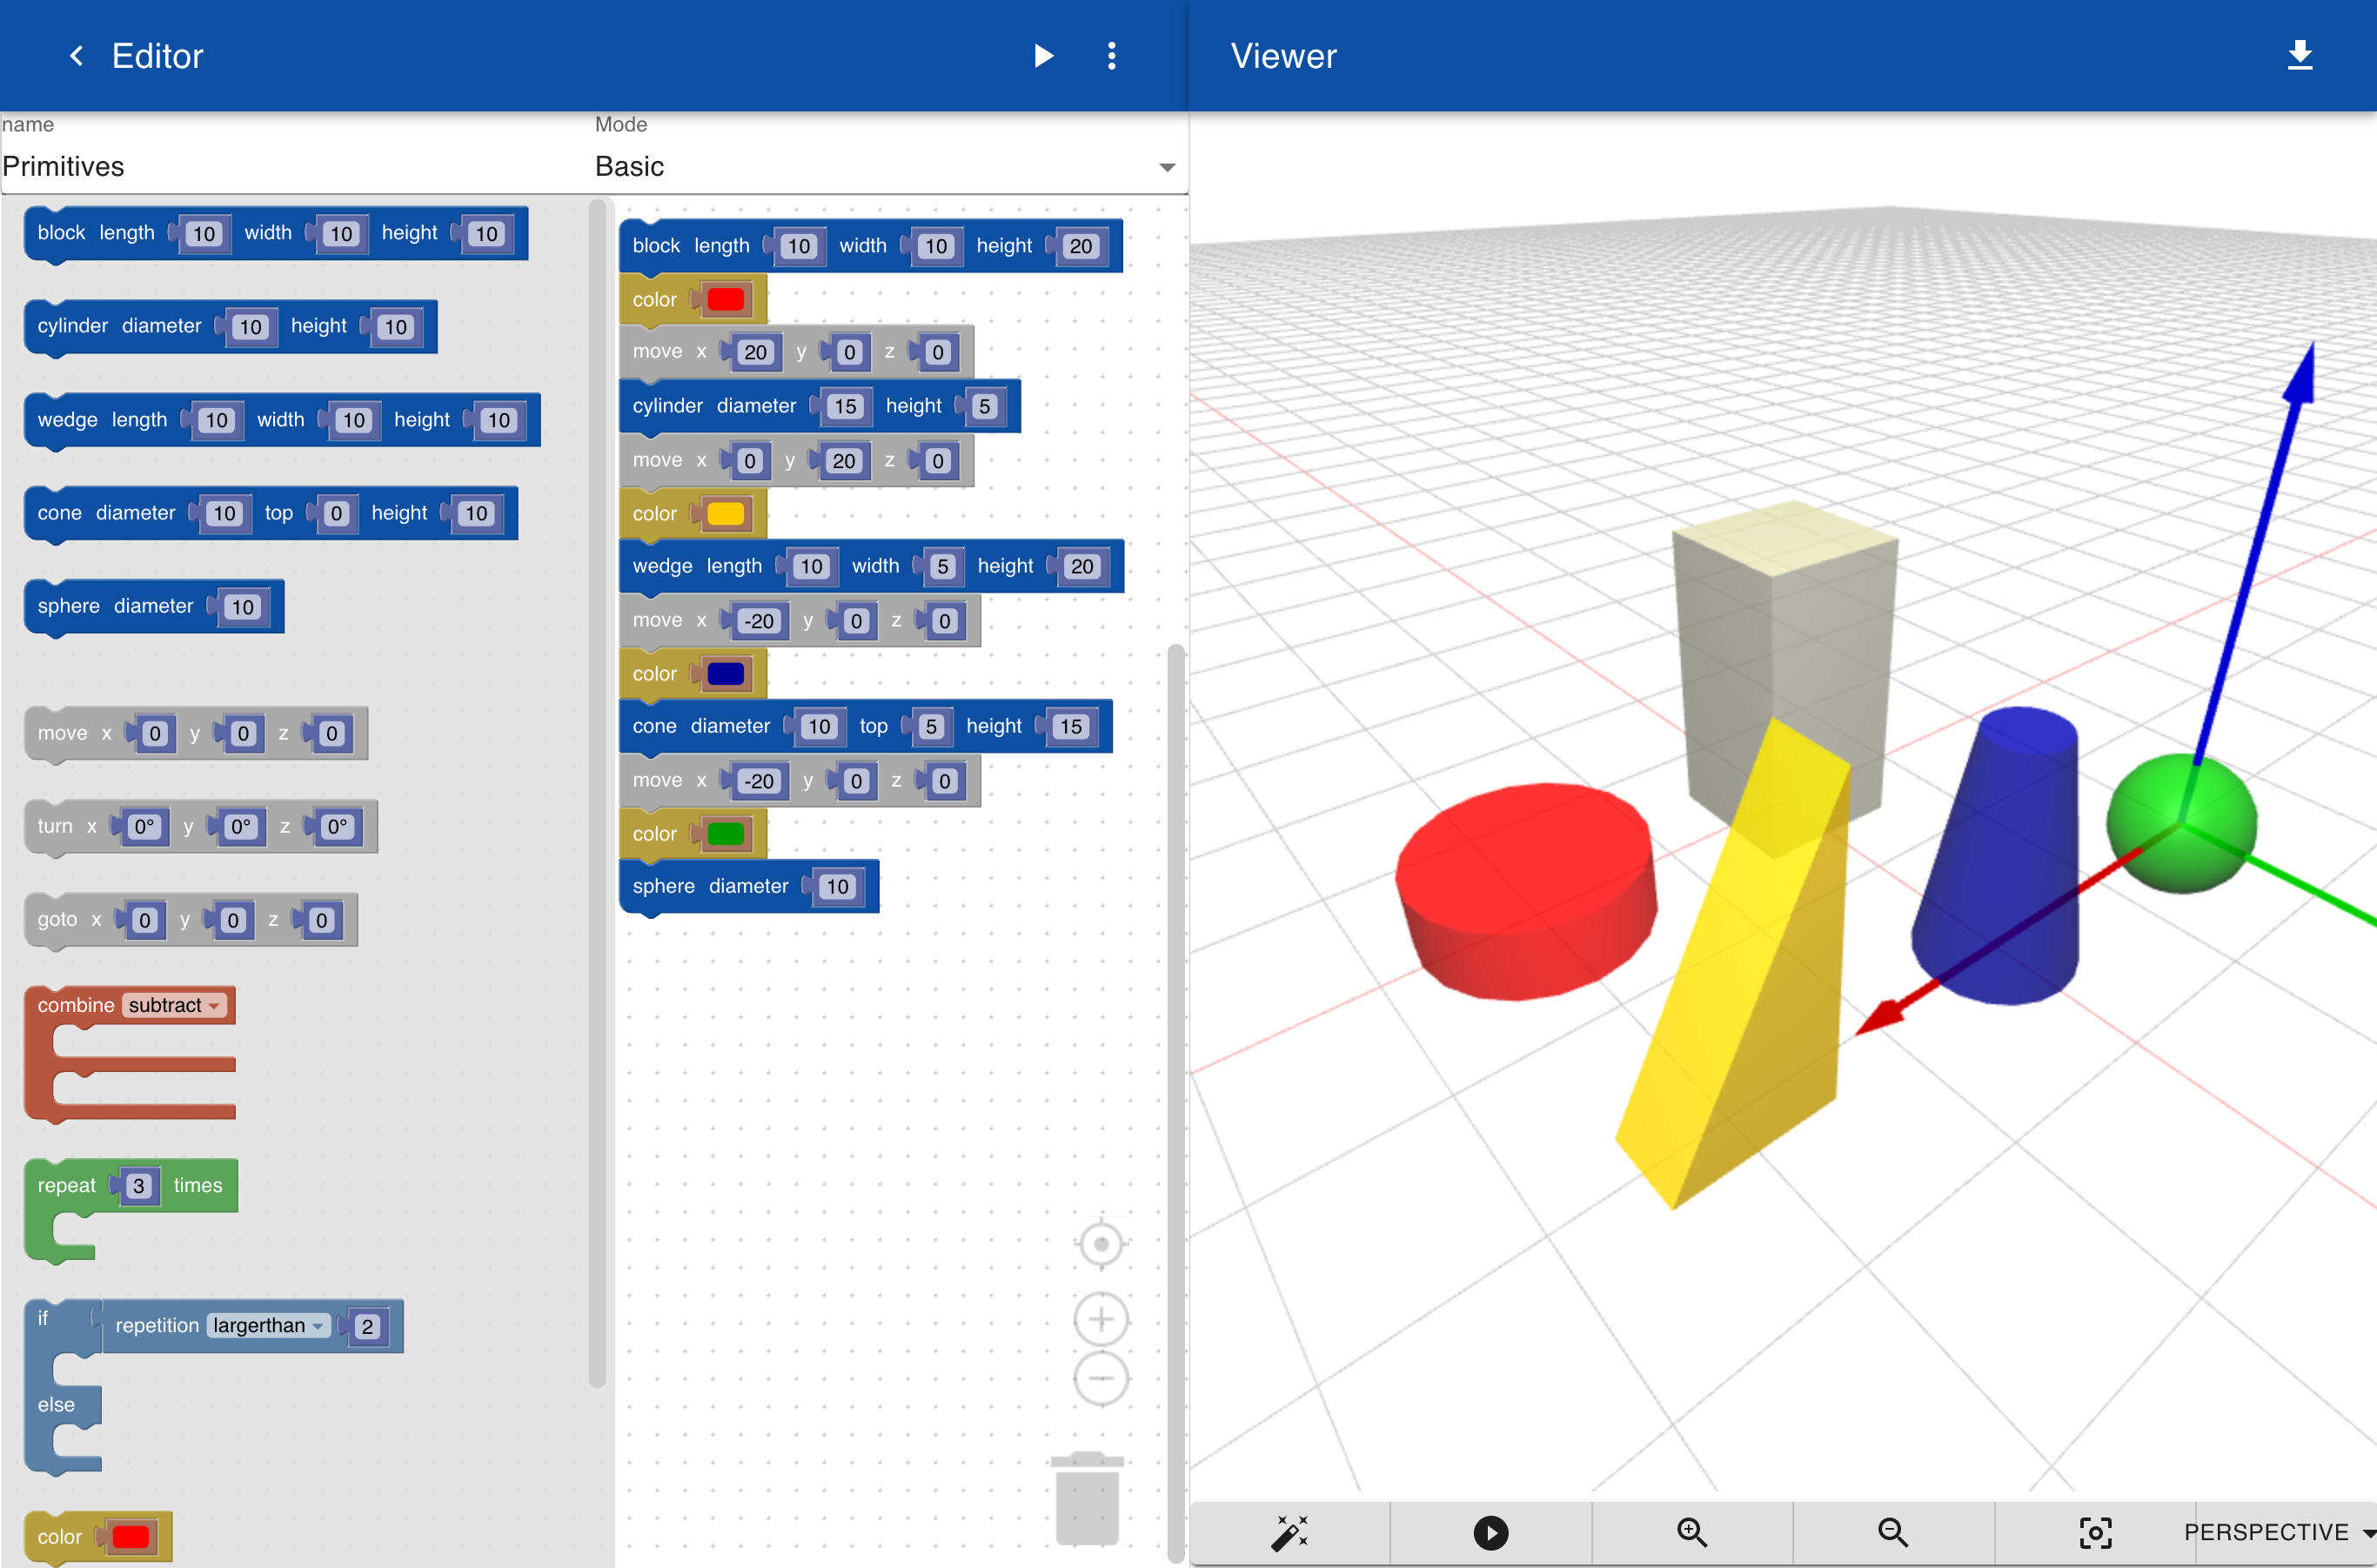 Editor
Viewer
name
Mode
Primitives
Basic
block length 10 width 10 height 10
cylinder diameter 10 height 10
wedge length 10 width 10 height 10
cone diameter 10 top 0 height 10
sphere diameter 10
move x 0 y 0 z 0
turn x 0° y 0° z 0°
goto x 0 y 0 z 0
combine subtract
repeat 3 times
if repetition largerthan 2
else
color
block length 10 width 10 height 20
color
move x 20 y 0 z 0
cylinder diameter 15 height 5
move x 0 y 20 z 0
color
wedge length 10 width 5 height 20
move x -20 y 0 z 0
color
cone diameter 10 top 5 height 15
move x -20 y 0 z 0
color
sphere diameter 10
PERSPECTIVE